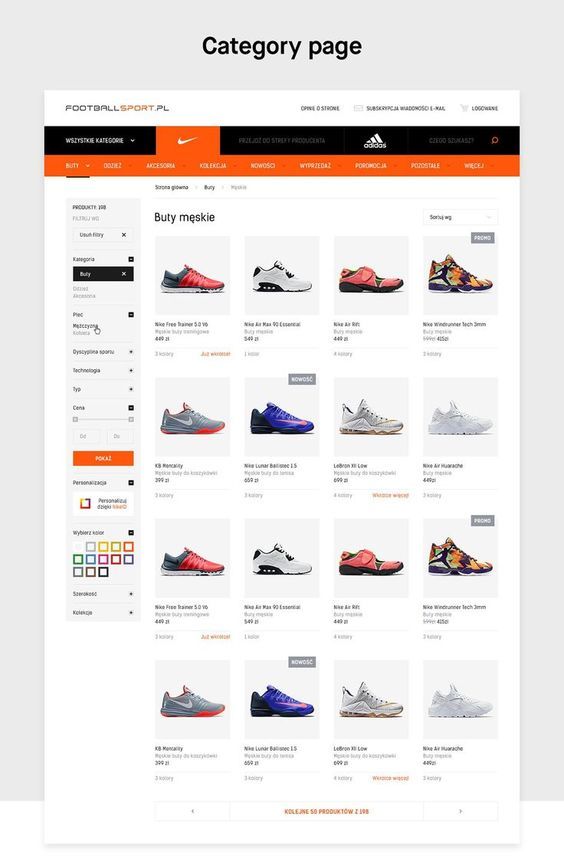 Category page
FOOTBALLSPORT.PL
OPINIE O STRONIE
SUBSKRYPCJA WIADOMOŚCI E-MAIL
LOGOWANIE
WSZYSTKIE KATEGORIE
PRZEJDŹ DO STREFY PRODUCENTA
adidas
CZEGO SZUKASZ?
BUTY
ODZIEŻ
AKCESORIA
KOLEKCJA
NOWOŚCI
WYPRZEDAŻ
POROMOCJA
POZOSTAŁE
WIĘCEJ
Strona główna › Buty › Męskie
PRODUKTY: 198
FILTRUJ WG
Usuń filtry
Kategoria
Buty
Odzież
Akcesoria
Płeć
Mężczyzna
Kobieta
Dyscyplina sportu
Technologia
Typ
Cena
Od
Do
POKAŻ
Personalizacja
Personalizuj
dzięki NikeiD
Wybierz kolor
Szerokość
Kolekcje
Buty męskie
Sortuj wg
PROMO
Nike Free Trainer 5.0 V6
Męskie buty treningowe
449 zł
3 kolory
Już wkrótce!
Nike Air Max 90 Essential
Buty męskie
549 zł
1 kolor
Nike Air Rift
Buty męskie
449 zł
4 kolory
Nike Windrunner Tech 3mm
Buty męskie
599zł 415zł
3 kolory
NOWOŚĆ
KB Mentality
Męskie buty do koszykówki
399 zł
3 kolory
Nike Lunar Ballistec 1.5
Męskie buty do tenisa
659 zł
3 kolory
LeBron XII Low
Męskie buty do koszykówki
699 zł
4 kolory
Wkrótce więcej!
Nike Air Huarache
Buty męskie
449zł
3 kolory
PROMO
Nike Free Trainer 5.0 V6
Męskie buty treningowe
449 zł
3 kolory
Już wkrótce!
Nike Air Max 90 Essential
Buty męskie
549 zł
1 kolor
Nike Air Rift
Buty męskie
449 zł
4 kolory
Nike Windrunner Tech 3mm
Buty męskie
599zł 415zł
3 kolory
NOWOŚĆ
KB Mentality
Męskie buty do koszykówki
399 zł
3 kolory
Nike Lunar Ballistec 1.5
Męskie buty do tenisa
659 zł
3 kolory
LeBron XII Low
Męskie buty do koszykówki
699 zł
4 kolory
Wkrótce więcej!
Nike Air Huarache
Buty męskie
449zł
3 kolory
KOLEJNE 50 PRODUKTÓW Z 198